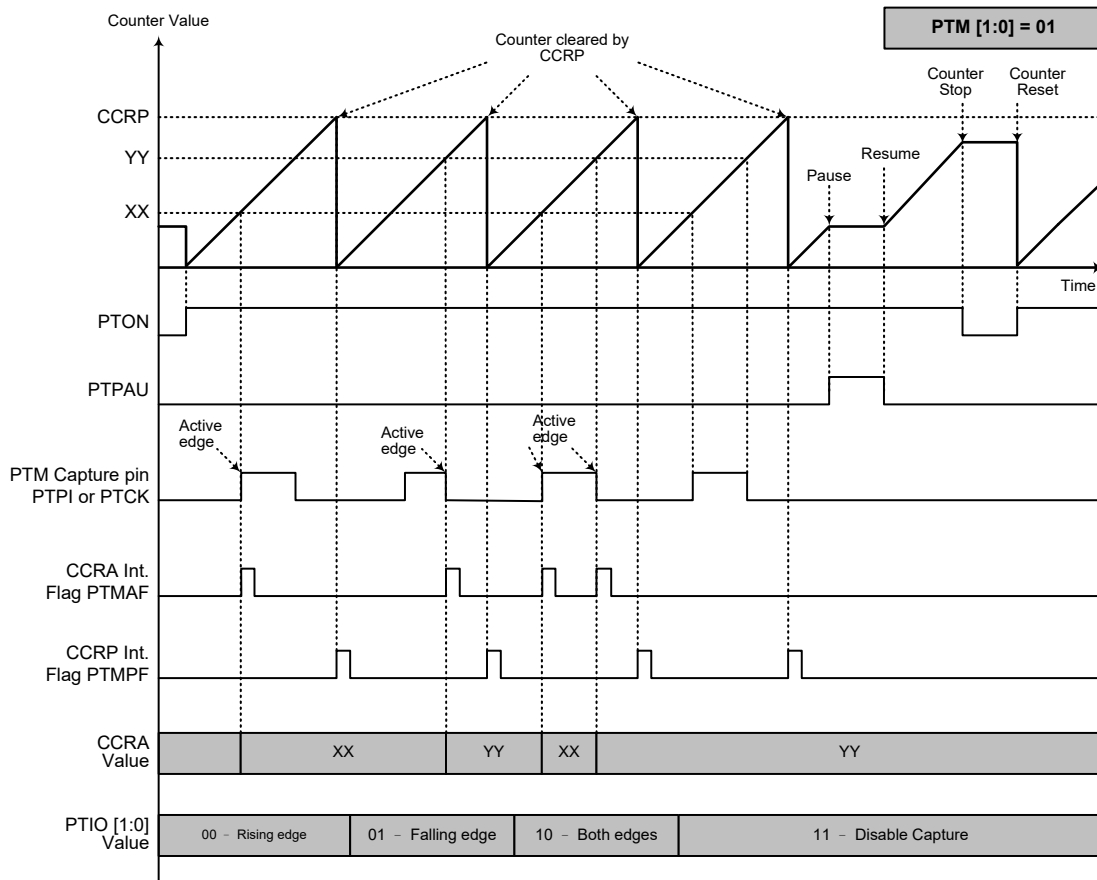 Counter Value
PTM [1:0] = 01
Counter cleared by
CCRP
Counter
Stop
Counter
Reset
CCRP
YY
Resume
Pause
XX
Time
PTON
PTPAU
Active
edge
Active
edge
Active
edge
PTM Capture pin
PTPI or PTCK
CCRA Int.
Flag PTMAF
CCRP Int.
Flag PTMPF
CCRA
Value
XX
YY
XX
YY
PTIO [1:0]
Value
00 - Rising edge
01 - Falling edge
10 - Both edges
11 - Disable Capture